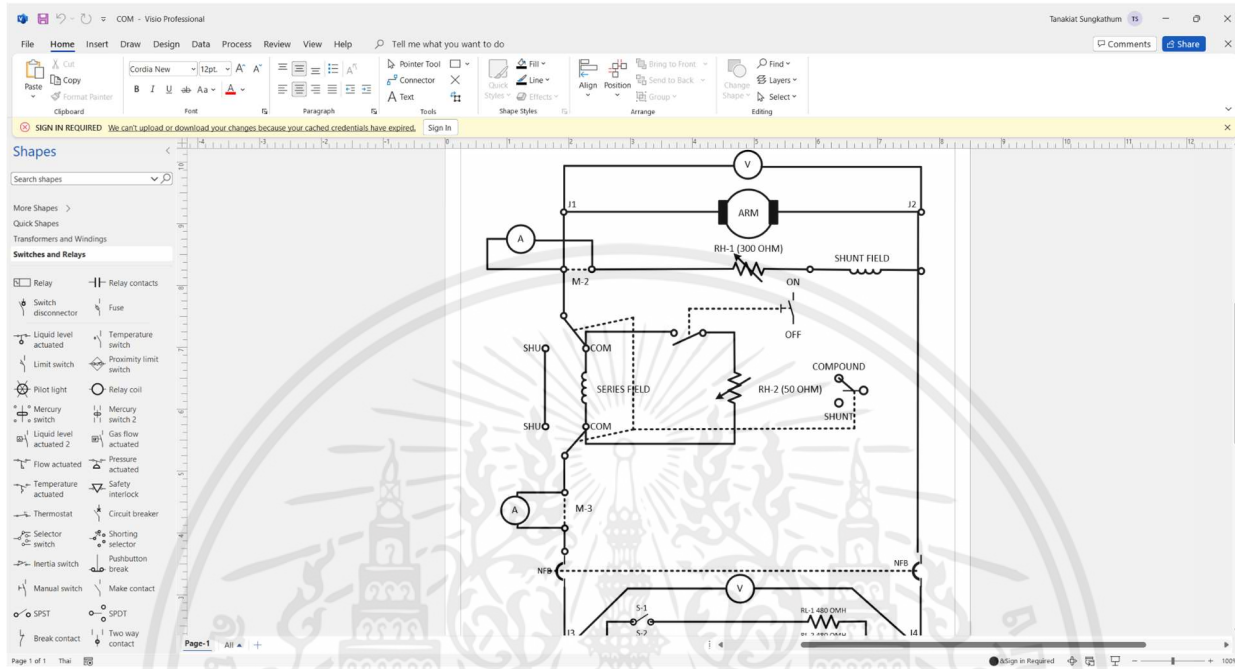 COM - Visio Professional
Tanakiat Sungkathum TS
File Home Insert Draw Design Data Process Review View Help Tell me what you want to do
Comments Share
Paste
Cut
Copy
Format Painter
Clipboard
Cordia New 12pt.
B I U ab Aa A
Font
Paragraph
Pointer Tool
Connector
A Text
Tools
Quick Styles
Fill
Line
Effects
Shape Styles
Align Position
Bring to Front
Send to Back
Group
Arrange
Change Shape
Find
Layers
Select
Editing
SIGN IN REQUIRED We can't upload or download your changes because your cached credentials have expired. Sign In
Shapes
Search shapes
More Shapes
Quick Shapes
Transformers and Windings
Switches and Relays
Relay Relay contacts
Switch disconnector Fuse
Liquid level actuated Temperature switch
Limit switch Proximity limit switch
Pilot light Relay coil
Mercury switch Mercury switch 2
Liquid level actuated 2 Gas flow actuated
Flow actuated Pressure actuated
Temperature actuated Safety interlock
Thermostat Circuit breaker
Selector switch Shorting selector
Inertia switch Pushbutton break
Manual switch Make contact
SPST SPDT
Break contact Two way contact
V
J1 J2
ARM
A
RH-1 (300 OHM)
SHUNT FIELD
M-2
ON
OFF
SHU COM
COMPOUND
SERIES FIELD
RH-2 (50 OHM)
SHUNT
SHU COM
A
M-3
NFB NFB
V
S-1
RL-1 480 OMH
S-2
RL-2 480 OMH
J3 J4
Page-1 All
Page 1 of 1 Thai
Sign in Required
100%